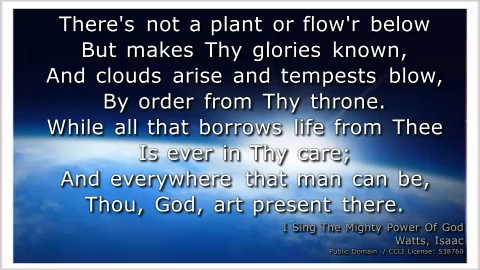 There's not a plant or flow'r below
But makes Thy glories known,
And clouds arise and tempests blow,
By order from Thy throne.
While all that borrows life from Thee
Is ever in Thy care;
And everywhere that man can be,
Thou, God, art present there.
I Sing The Mighty Power Of God
Watts, Isaac
Public Domain / CCLI License: 538760